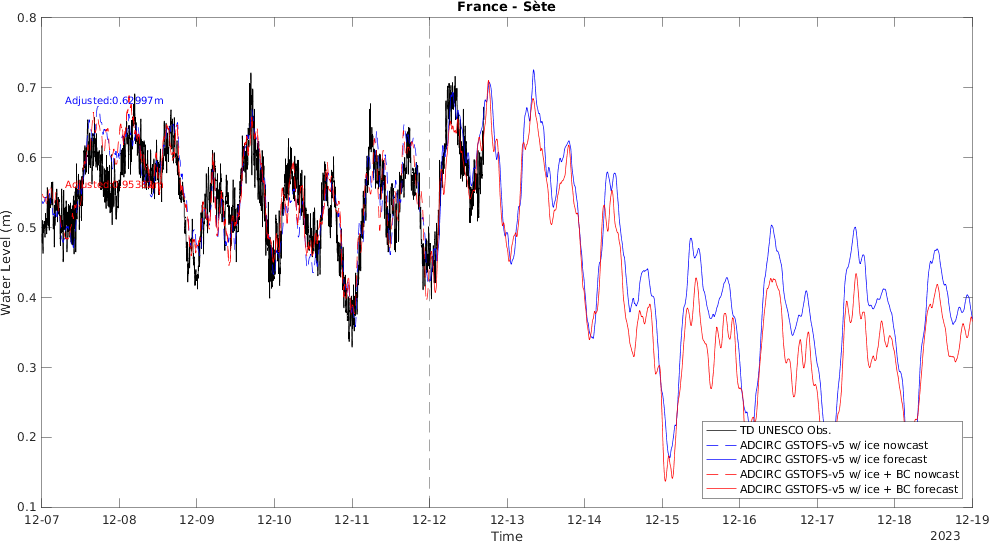 France - Sète
Water Level (m)
0.8
0.7
0.6
0.5
0.4
0.3
0.2
0.1
Adjusted:0.62997m
TD UNESCO Obs.
ADCIRC GSTOFS-v5 w/ ice nowcast
ADCIRC GSTOFS-v5 w/ ice forecast
ADCIRC GSTOFS-v5 w/ ice + BC nowcast
ADCIRC GSTOFS-v5 w/ ice + BC forecast
12-07 12-08 12-09 12-10 12-11 12-12 12-13 12-14 12-15 12-16 12-17 12-18 12-19
Time
2023